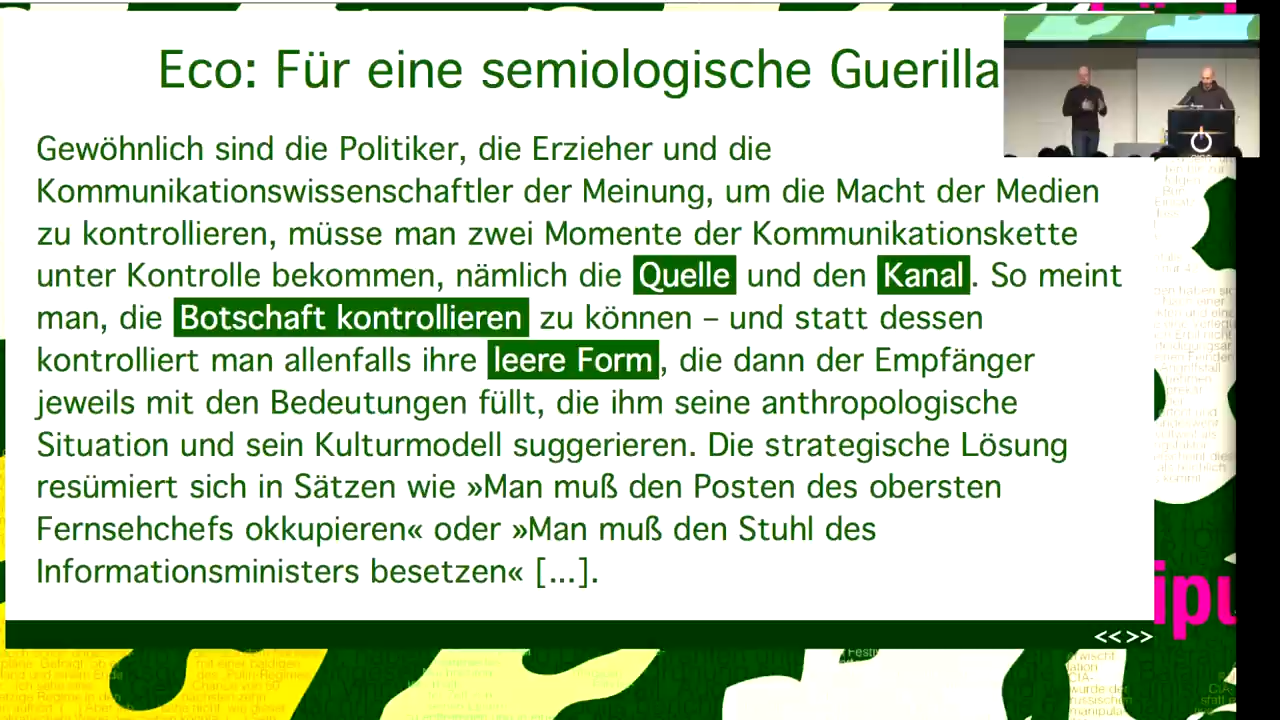 Eco: Für eine semiologische Guerilla
Gewöhnlich sind die Politiker, die Erzieher und die
Kommunikationswissenschaftler der Meinung, um die Macht der Medien
zu kontrollieren, müsse man zwei Momente der Kommunikationskette
unter Kontrolle bekommen, nämlich die Quelle und den Kanal. So meint
man, die Botschaft kontrollieren zu können – und statt dessen
kontrolliert man allenfalls ihre leere Form, die dann der Empfänger
jeweils mit den Bedeutungen füllt, die ihm seine anthropologische
Situation und sein Kulturmodell suggerieren. Die strategische Lösung
resümiert sich in Sätzen wie »Man muß den Posten des obersten
Fernsehchefs okkupieren« oder »Man muß den Stuhl des
Informationsministers besetzen« [...].
<< >>
ipu